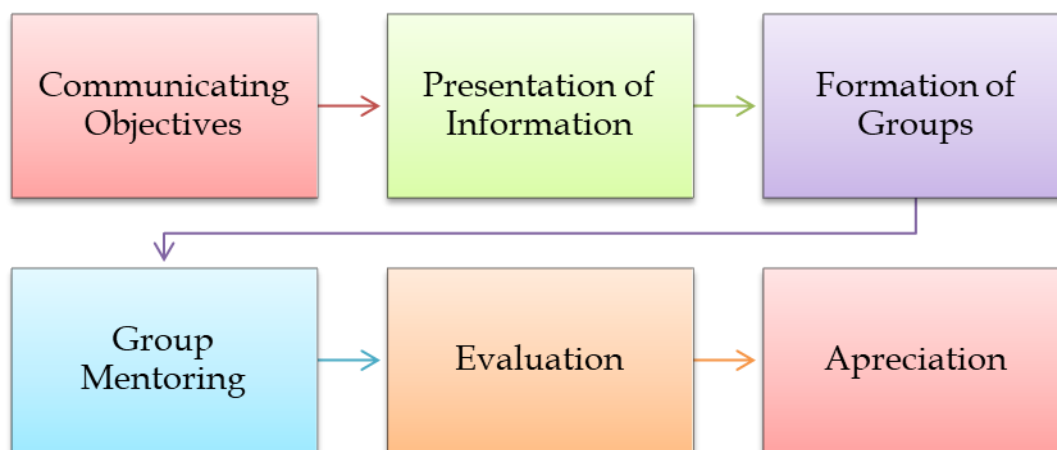 Communicating
Objectives
Presentation of
Information
Formation of
Groups
Group
Mentoring
Evaluation
Apreciation